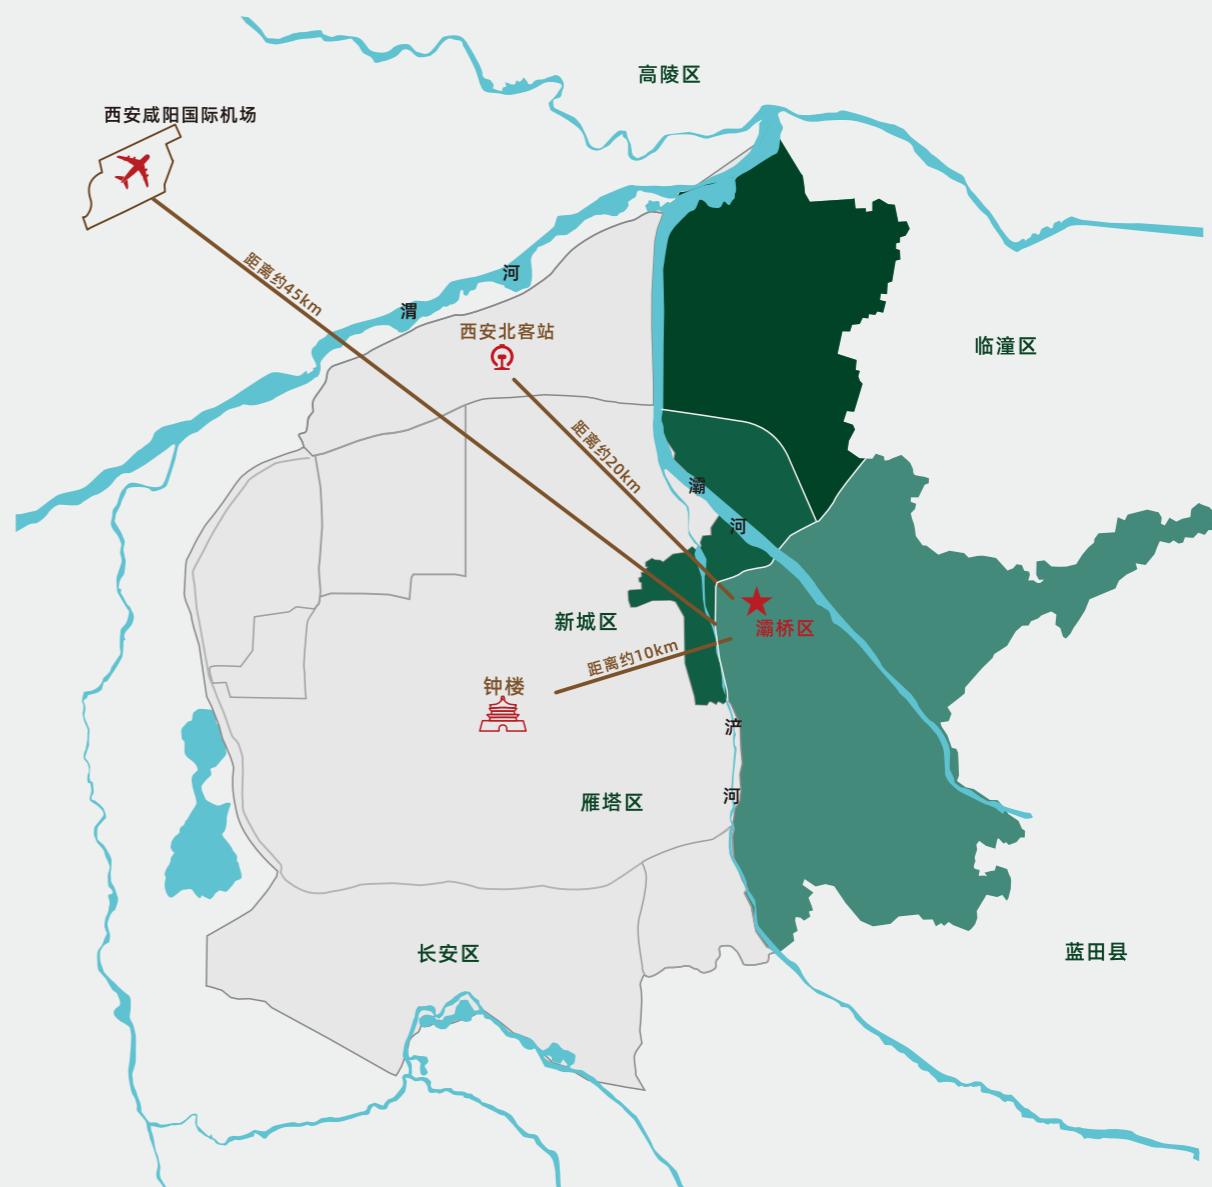 高陵区
西安咸阳国际机场
距离约45km
河
渭
西安北客站
临潼区
距离约20km
灞
河
新城区
灞桥区
距离约10km
钟楼
浐
河
雁塔区
长安区
蓝田县